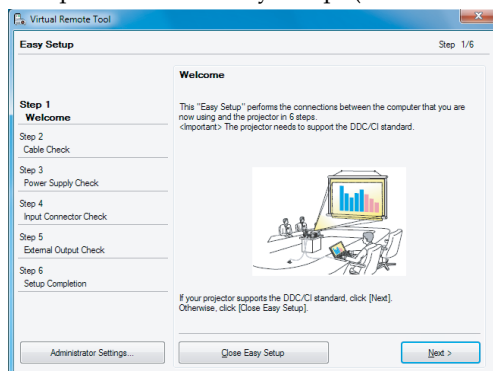 Virtual Remote Tool
Easy Setup
Step 1/6
Welcome
This "Easy Setup" performs the connections between the computer that you are
now using and the projector in 6 steps.
<Important> The projector needs to support the DDC/CI standard.
Step 1
Welcome
Step 2
Cable Check
Step 3
Power Supply Check
Step 4
Input Connector Check
Step 5
External Output Check
Step 6
Setup Completion
If your projector supports the DDC/CI standard, click [Next].
Otherwise, click [Close Easy Setup].
Administrator Settings...
Close Easy Setup
Next >